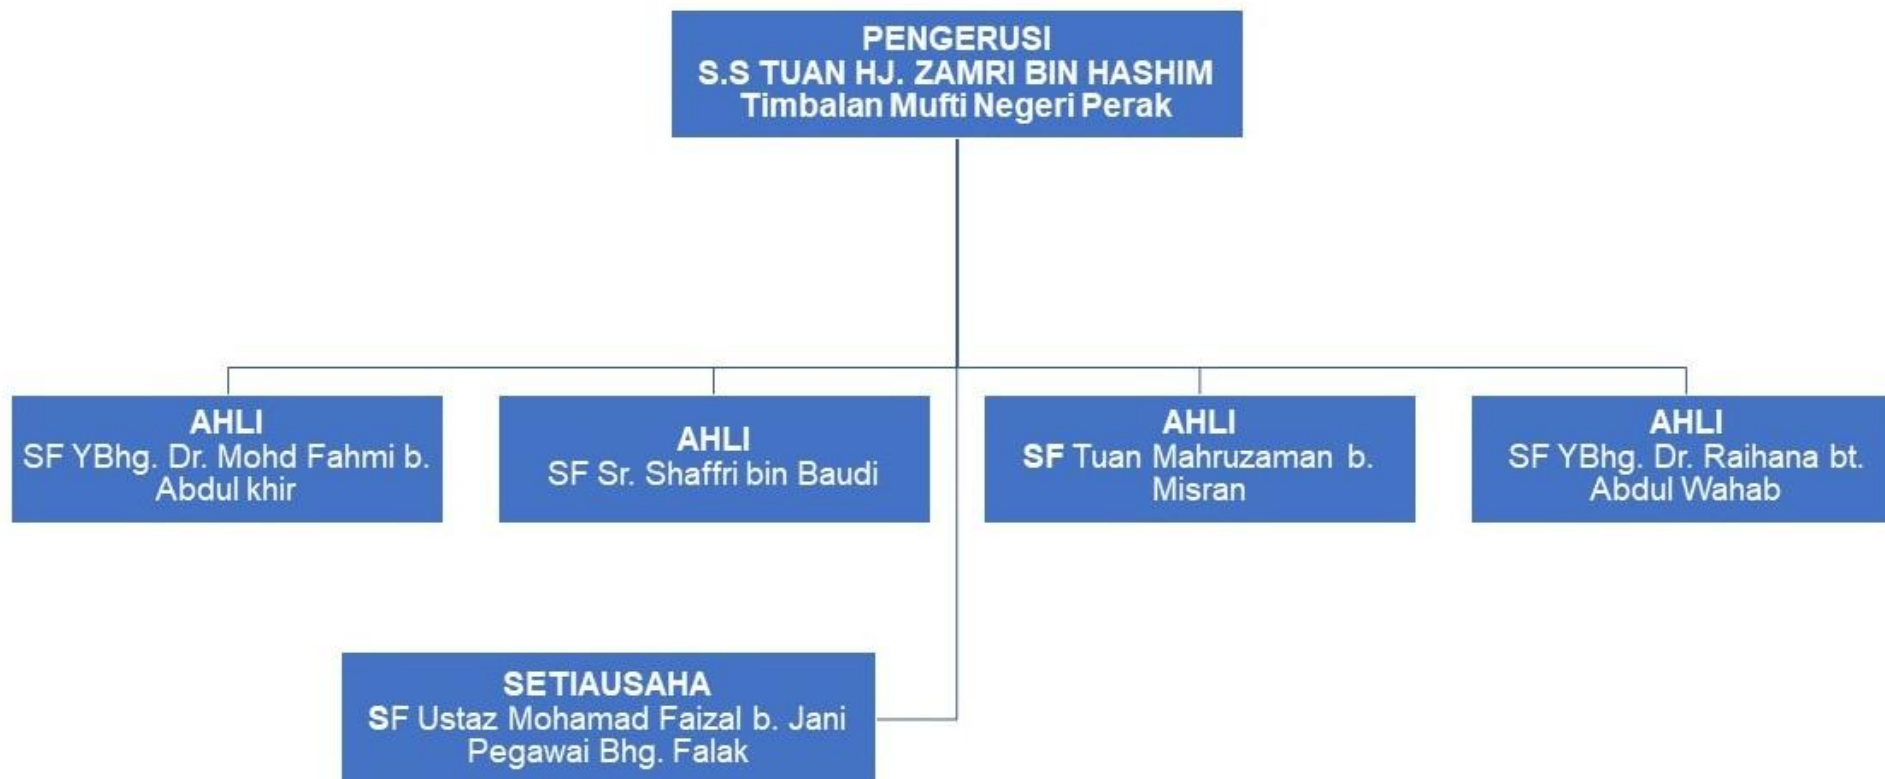 PENGERUSI
S.S TUAN HJ. ZAMRI BIN HASHIM
Timbalan Mufti Negeri Perak
AHLI
SF YBhg. Dr. Mohd Fahmi b.
Abdul khir
AHLI
SF Sr. Shaffri bin Baudi
AHLI
SF Tuan Mahruzaman b.
Misran
AHLI
SF YBhg. Dr. Raihana bt.
Abdul Wahab
SETIAUSAHA
SF Ustaz Mohamad Faizal b. Jani
Pegawai Bhg. Falak